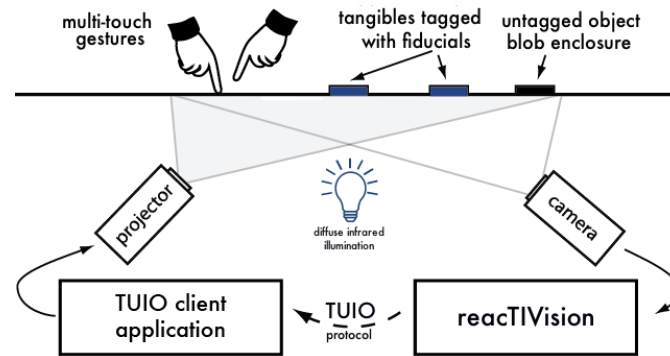 multi-touch
gestures
tangibles tagged
with fiducials
untagged object
blob enclosure
projector
diffuse infrared
illumination
camera
TUIO client
application
TUIO
protocol
reacTIVision